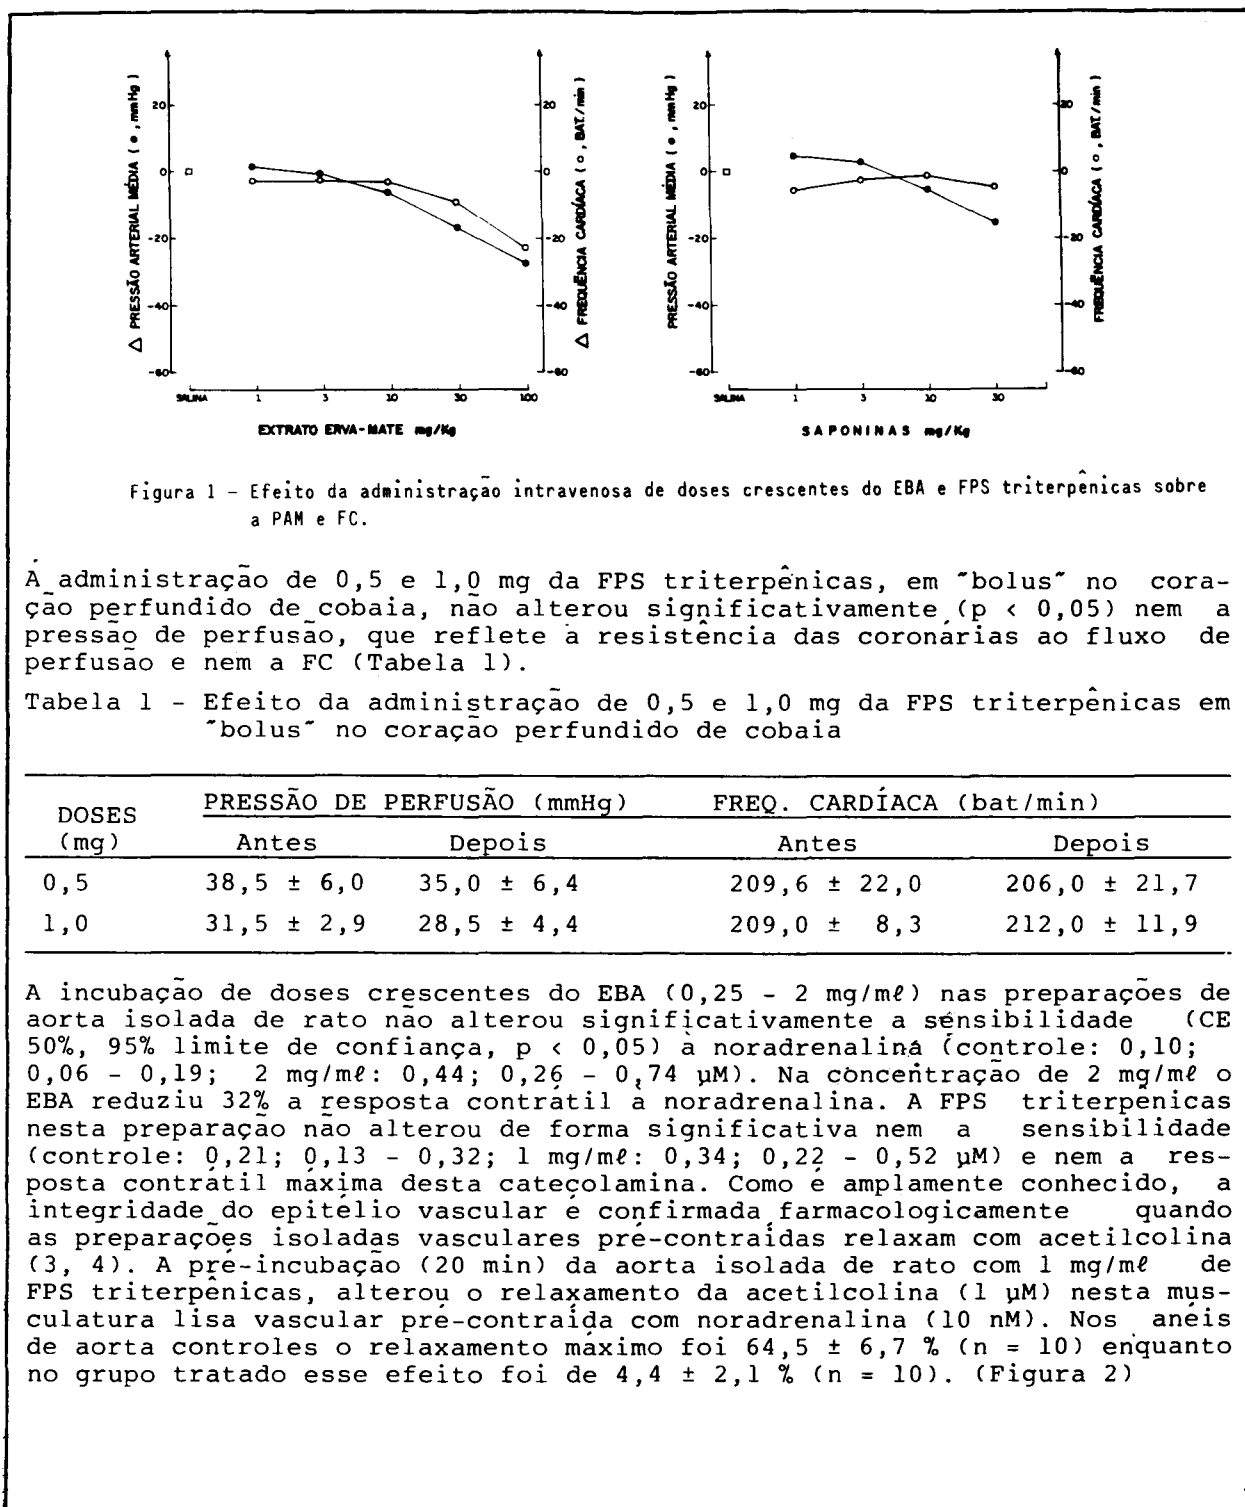 Δ PRESSÃO ARTERIAL MÉDIA ( •, mmHg )
20
0
-20
-40
-60
20
0
-20
-40
-60
Δ FREQUÊNCIA CARDÍACA ( o, BAT./min )
SALINA 1 3 10 30 100
EXTRATO ERVA-MATE mg/Kg
PRESSÃO ARTERIAL MÉDIA ( •, mmHg )
20
0
-20
-40
-60
20
0
-20
-40
-60
FREQUÊNCIA CARDÍACA ( o, BAT/min )
SALINA 1 3 10 30
SAPONINAS mg/Kg
Figura 1 - Efeito da administração intravenosa de doses crescentes do EBA e FPS triterpênicas sobre
a PAM e FC.
A administração de 0,5 e 1,0 mg da FPS triterpênicas, em "bolus" no cora-
ção perfundido de cobaia, não alterou significativamente (p < 0,05) nem a
pressão de perfusão, que reflete a resistência das coronárias ao fluxo de
perfusão e nem a FC (Tabela 1).
Tabela 1 - Efeito da administração de 0,5 e 1,0 mg da FPS triterpênicas em
"bolus" no coração perfundido de cobaia
DOSES (mg) PRESSÃO DE PERFUSÃO (mmHg) FREQ. CARDÍACA (bat/min)
Antes Depois Antes Depois
0,5 38,5 ± 6,0 35,0 ± 6,4 209,6 ± 22,0 206,0 ± 21,7
1,0 31,5 ± 2,9 28,5 ± 4,4 209,0 ± 8,3 212,0 ± 11,9
A incubação de doses crescentes do EBA (0,25 - 2 mg/mℓ) nas preparações de
aorta isolada de rato não alterou significativamente a sensibilidade (CE
50%, 95% limite de confiança, p < 0,05) à noradrenalina (controle: 0,10;
0,06 - 0,19; 2 mg/mℓ: 0,44; 0,26 - 0,74 μM). Na concentração de 2 mg/mℓ o
EBA reduziu 32% a resposta contrátil à noradrenalina. A FPS triterpenicas
nesta preparação não alterou de forma significativa nem a sensibilidade
(controle: 0,21; 0,13 - 0,32; 1 mg/mℓ: 0,34; 0,22 - 0,52 μM) e nem a res-
posta contrátil máxima desta catecolamina. Como é amplamente conhecido, a
integridade do epitélio vascular é confirmada farmacologicamente quando
as preparações isoladas vasculares pré-contraídas relaxam com acetilcolina
(3, 4). A pré-incubação (20 min) da aorta isolada de rato com 1 mg/mℓ de
FPS triterpênicas, alterou o relaxamento da acetilcolina (1 μM) nesta mus-
culatura lisa vascular pré-contraída com noradrenalina (10 nM). Nos anéis
de aorta controles o relaxamento máximo foi 64,5 ± 6,7 % (n = 10) enquanto
no grupo tratado esse efeito foi de 4,4 ± 2,1 % (n = 10). (Figura 2)